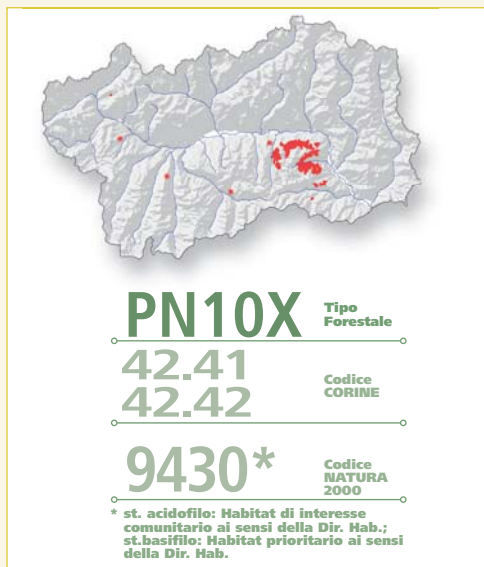 PN10X Tipo
Forestale
42.41
42.42
Codice
CORINE
9430*
Codice
NATURA
2000
* st. acidofilo: Habitat di interesse
comunitario ai sensi della Dir. Hab.;
st.basifilo: Habitat prioritario ai sensi
della Dir. Hab.